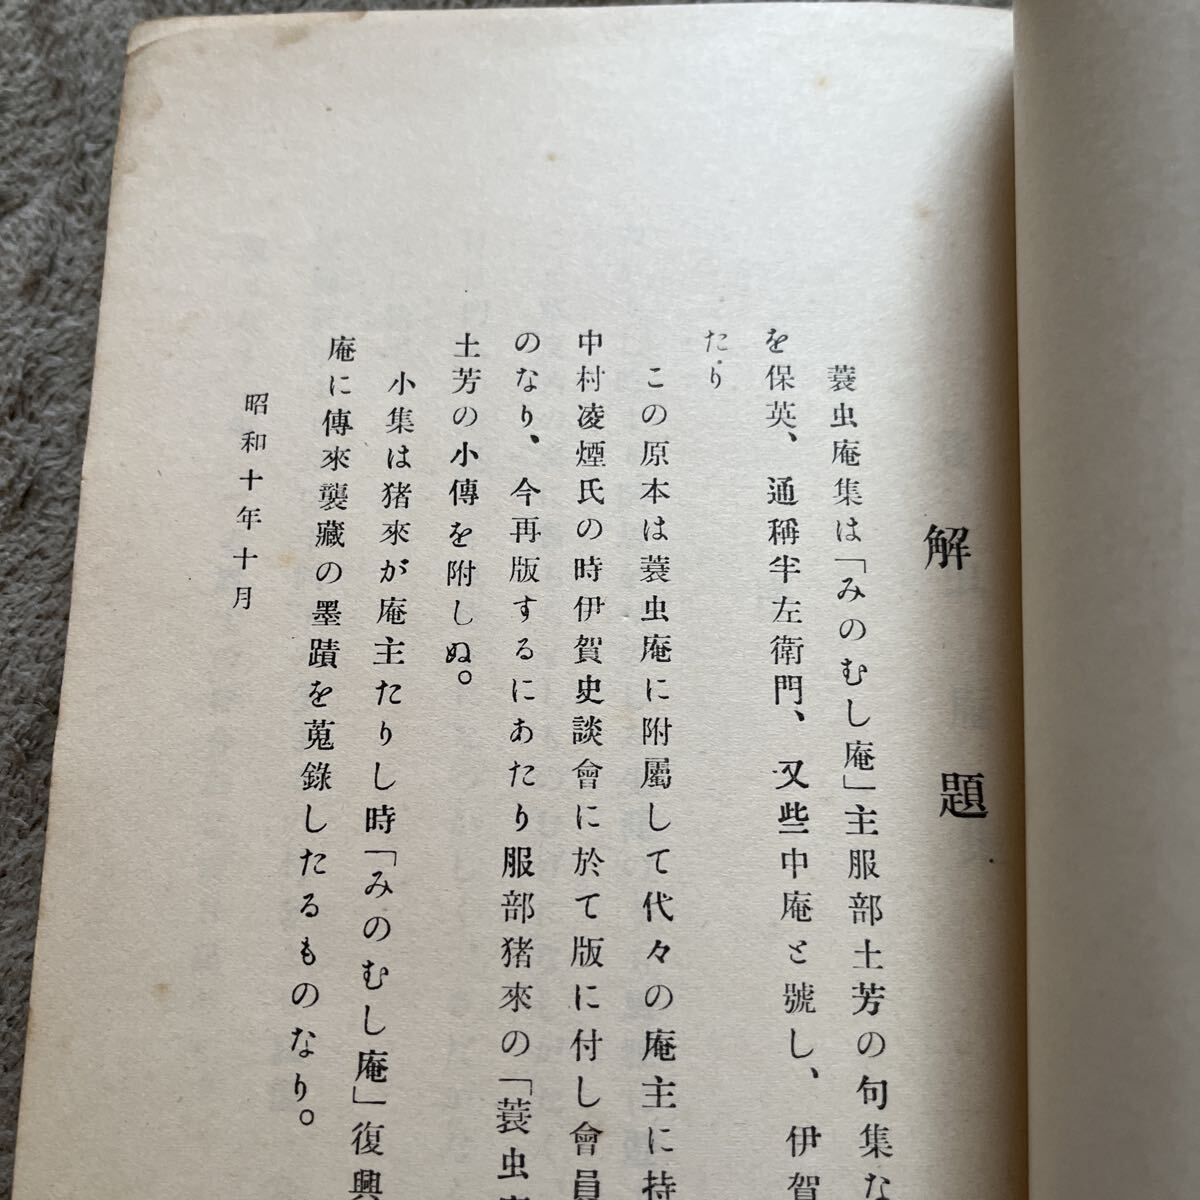 解題
蓑虫庵集は「みのむし庵」主服部土芳の句集な
を保英、通稱半左衛門、又些中庵と號し、伊賀
たり
この原本は蓑虫庵に附屬して代々の庵主に持
中村凌煙氏の時伊賀史談會に於て版に付し會員
のなり、今再版するにあたり服部猪來の「蓑虫庵
土芳の小傳を附しぬ。
小集は猪來が庵主たりし時「みのむし庵」復興
庵に傳來襲藏の墨蹟を蒐錄したるものなり。
昭和十年十月